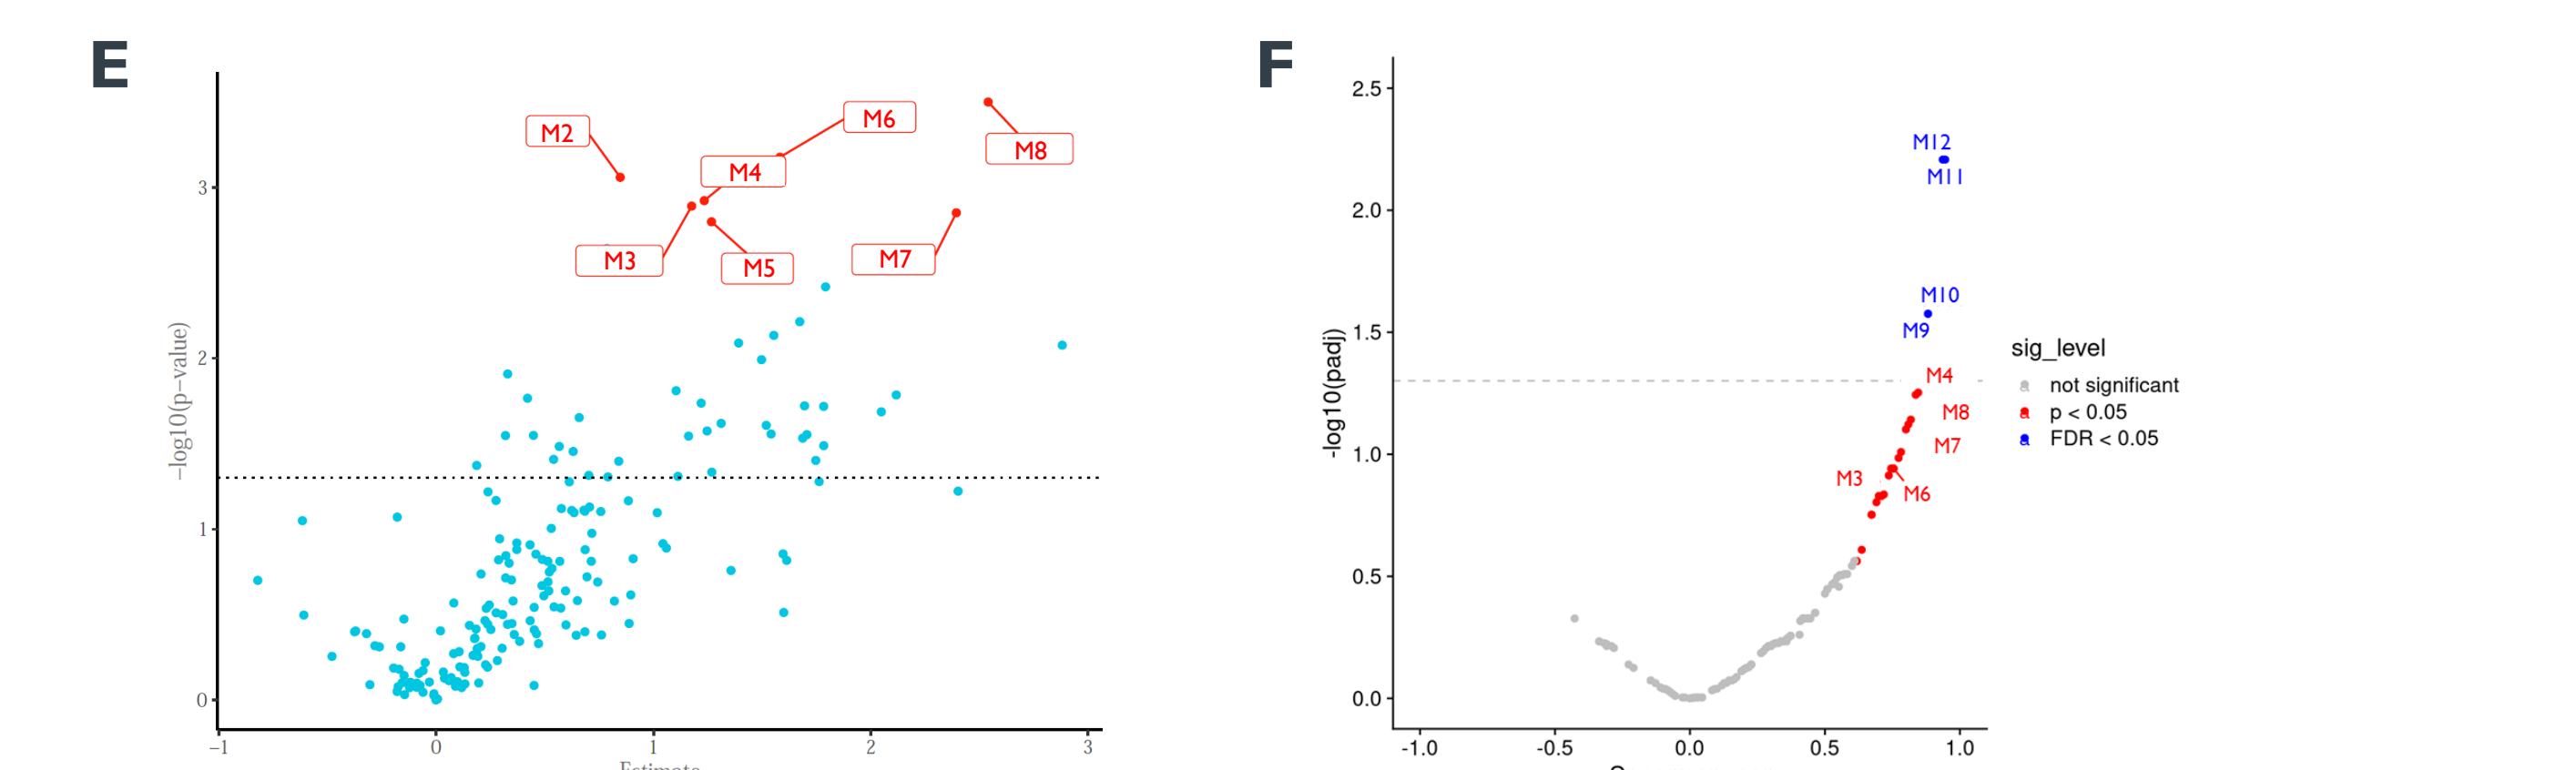 E
M2
M6
M8
M4
M3
M5
M7
−log10(p−value)
3
2
1
0
−1
0
1
2
3
Estimate
F
-log10(padj)
2.5
2.0
1.5
1.0
0.5
0.0
M12
M11
M10
M9
M4
M8
M7
M3
M6
-1.0
-0.5
0.0
0.5
1.0
sig_level
a not significant
a p < 0.05
a FDR < 0.05